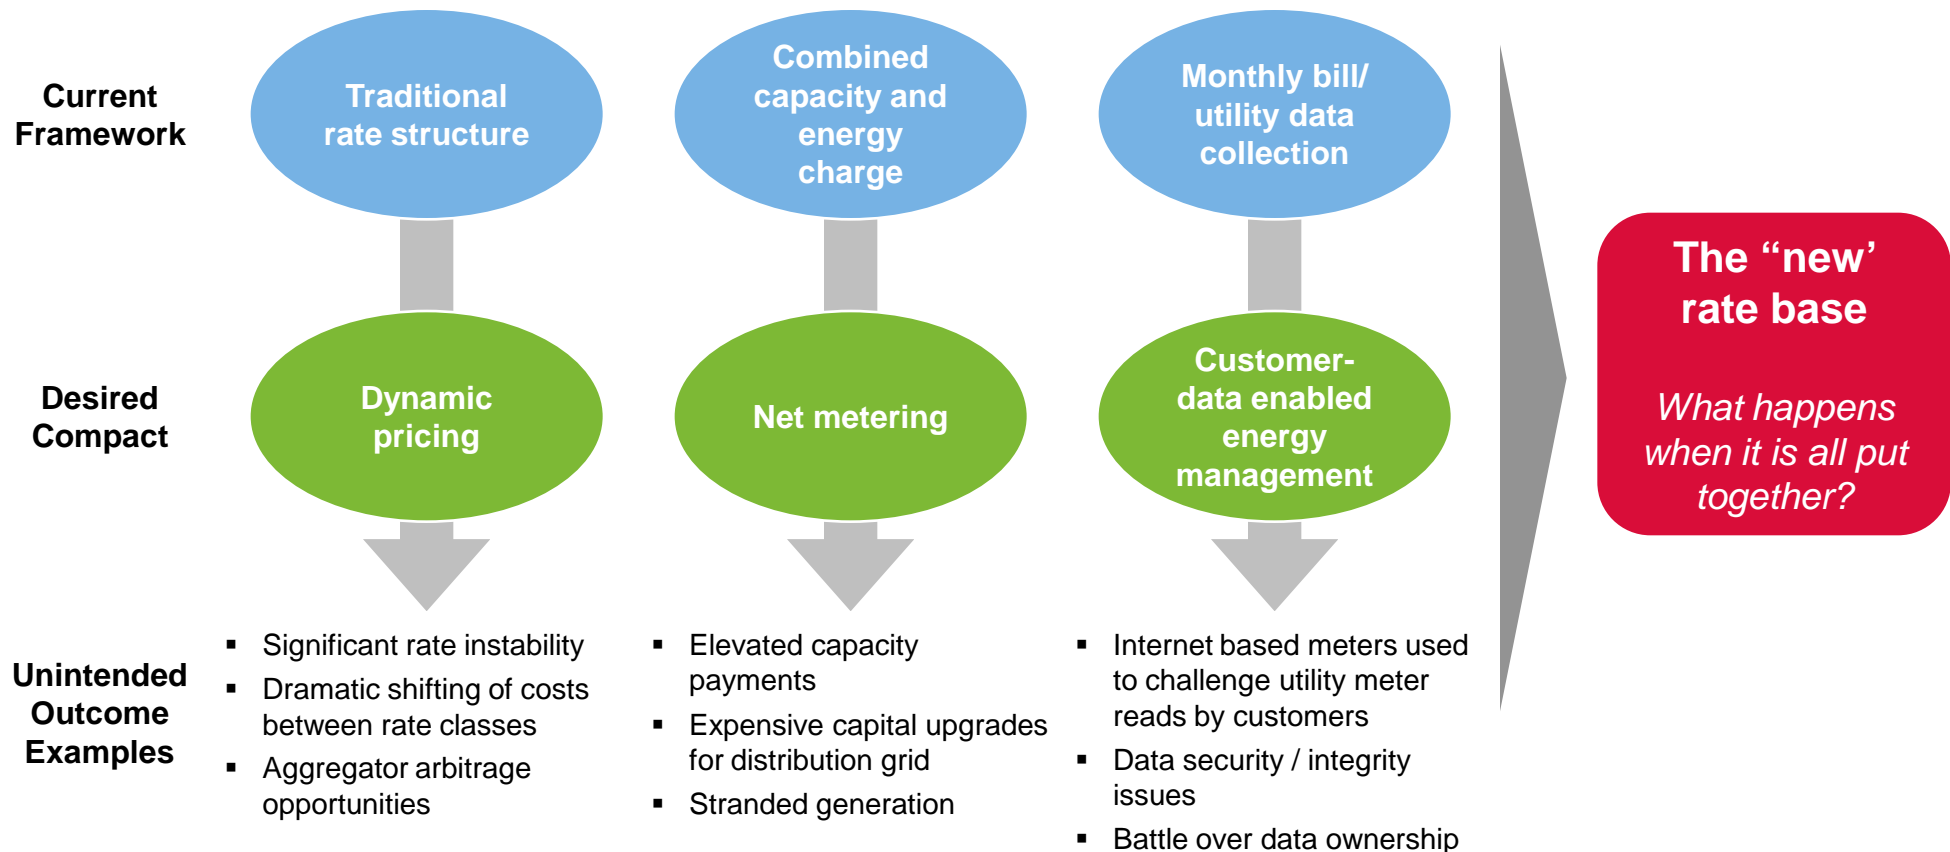 Current
Framework
Traditional
rate structure
Combined
capacity and
energy
charge
Monthly bill/
utility data
collection
Desired
Compact
Dynamic
pricing
Net metering
Customer-
data enabled
energy
management
The “new’
rate base
What happens
when it is all put
together?
Unintended
Outcome
Examples
▪ Significant rate instability
▪ Dramatic shifting of costs
between rate classes
▪ Aggregator arbitrage
opportunities
▪ Elevated capacity
payments
▪ Expensive capital upgrades
for distribution grid
▪ Stranded generation
▪ Internet based meters used
to challenge utility meter
reads by customers
▪ Data security / integrity
issues
▪ Battle over data ownership